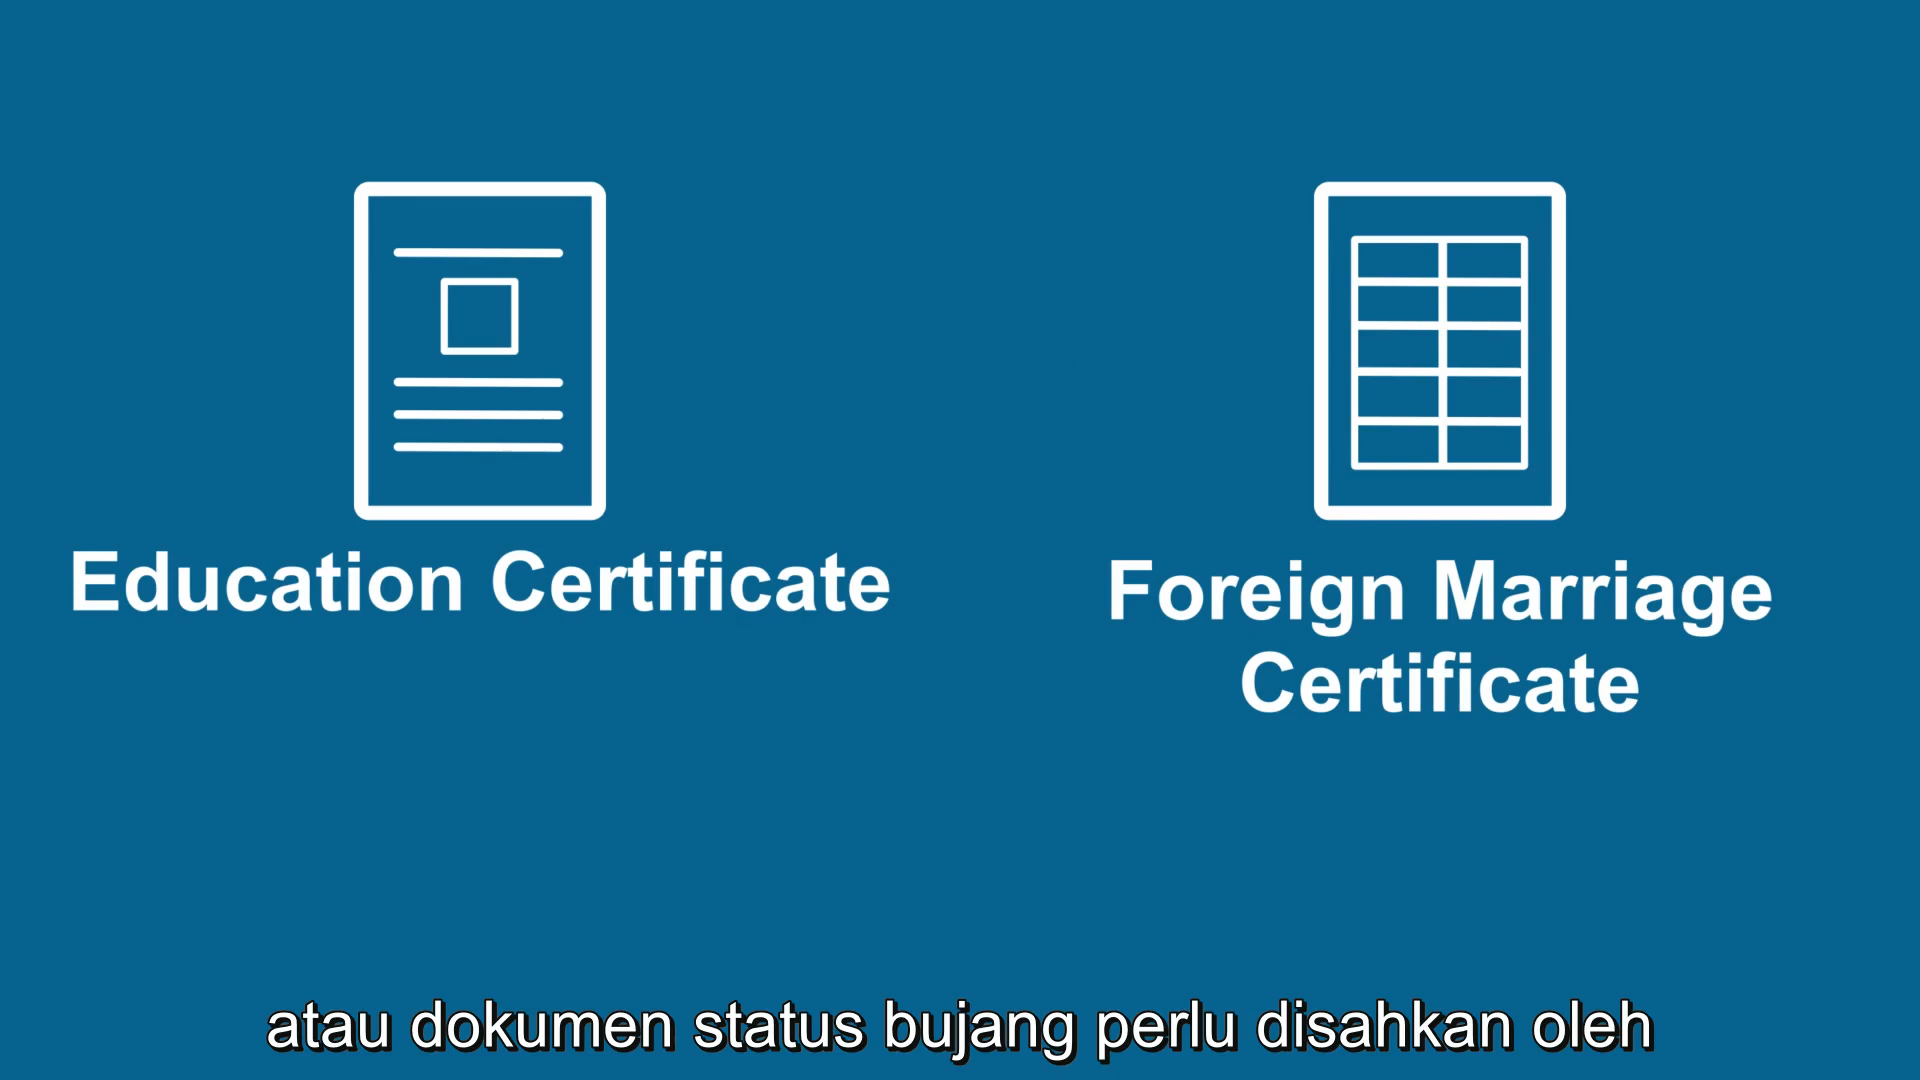 Education Certificate
Foreign Marriage
Certificate
atau dokumen status bujang perlu disahkan oleh